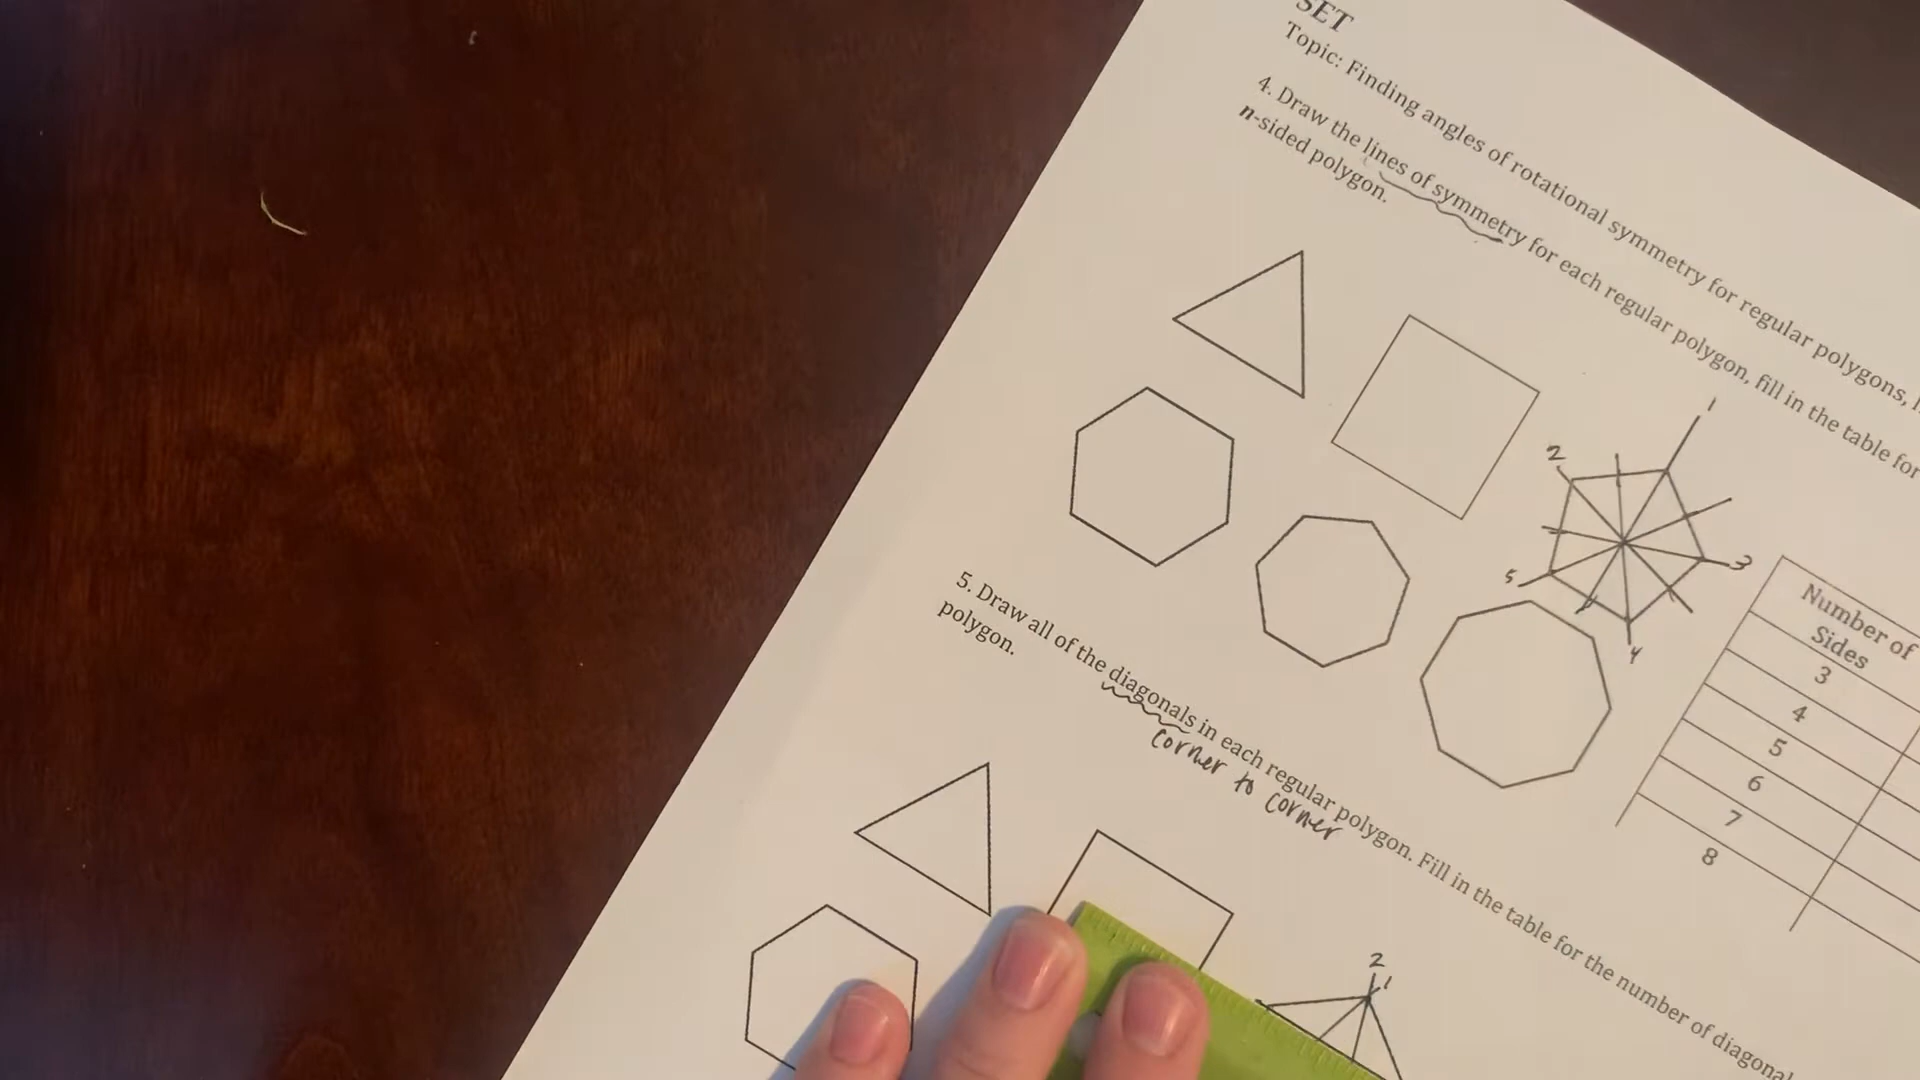 SET
Topic: Finding angles of rotational symmetry for regular polygons,
4. Draw the lines of symmetry for each regular polygon, fill in the table for
n-sided polygon.
1
2
3
5
4
Number of
Sides
3
4
5
6
7
8
5. Draw all of the diagonals in each regular polygon. Fill in the table for the number of diagonal
polygon.
corner to corner
2
1